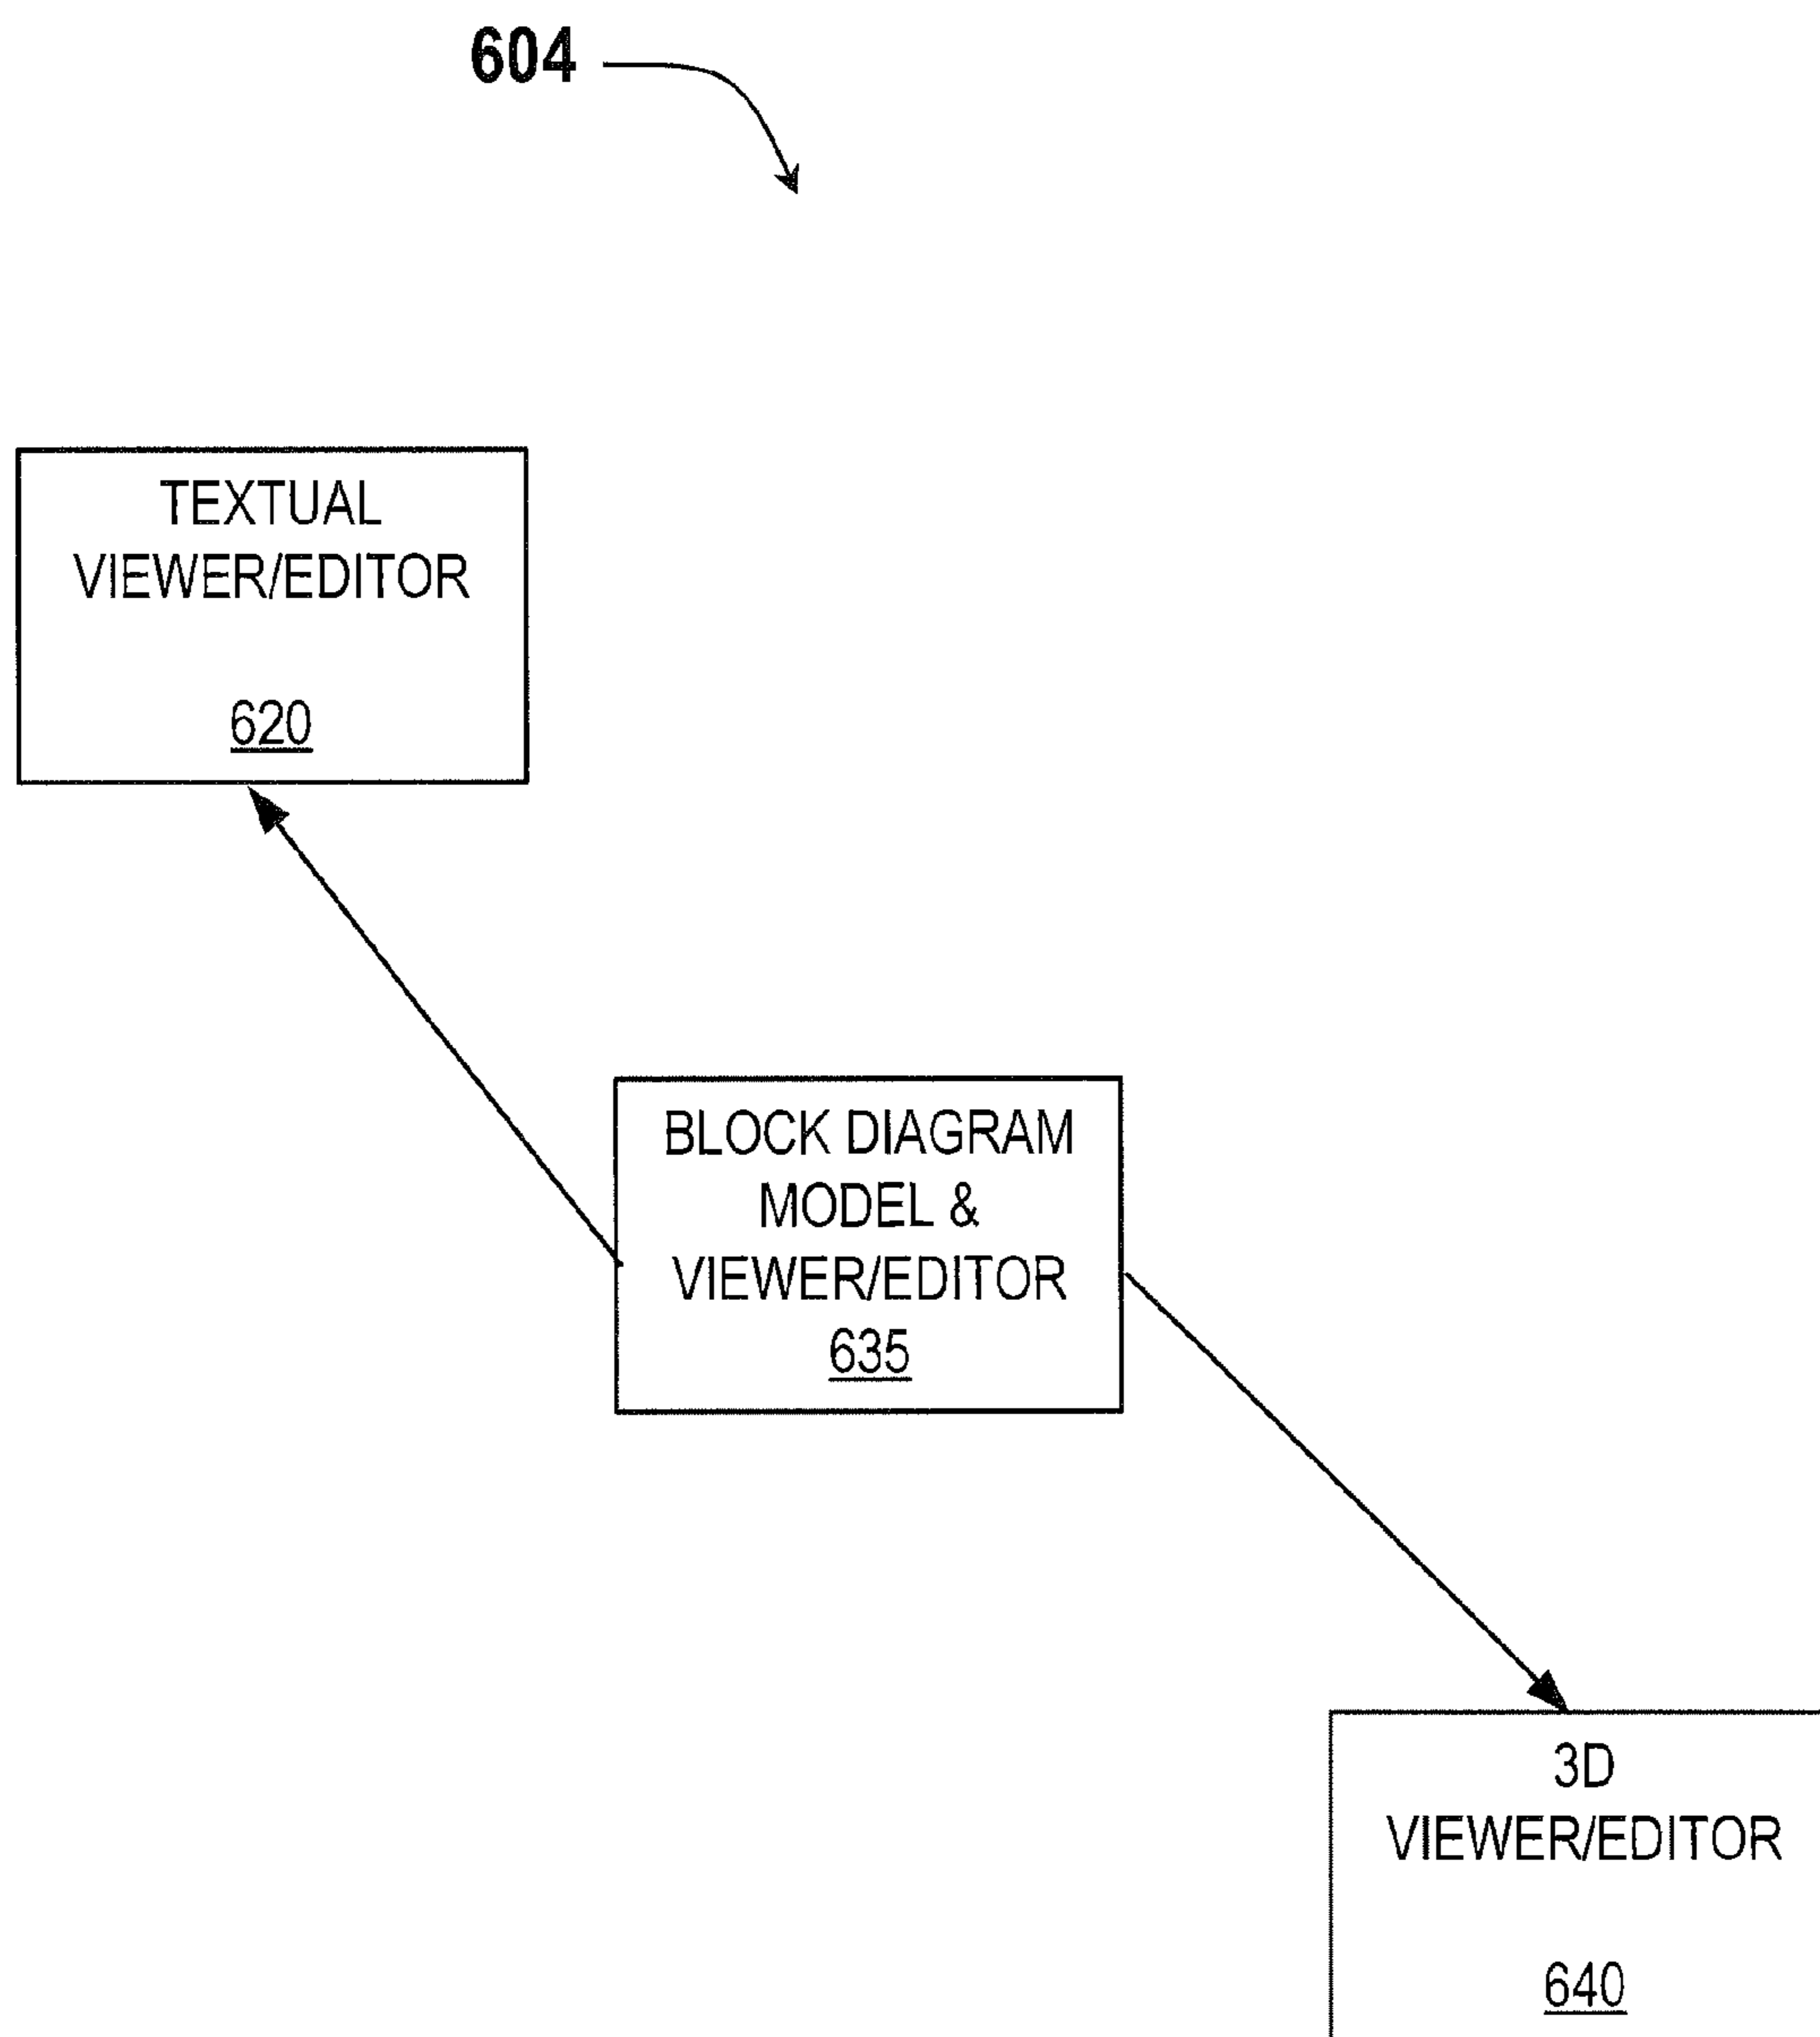 604
TEXTUAL
VIEWER/EDITOR
620
BLOCK DIAGRAM
MODEL &
VIEWER/EDITOR
635
3D
VIEWER/EDITOR
640